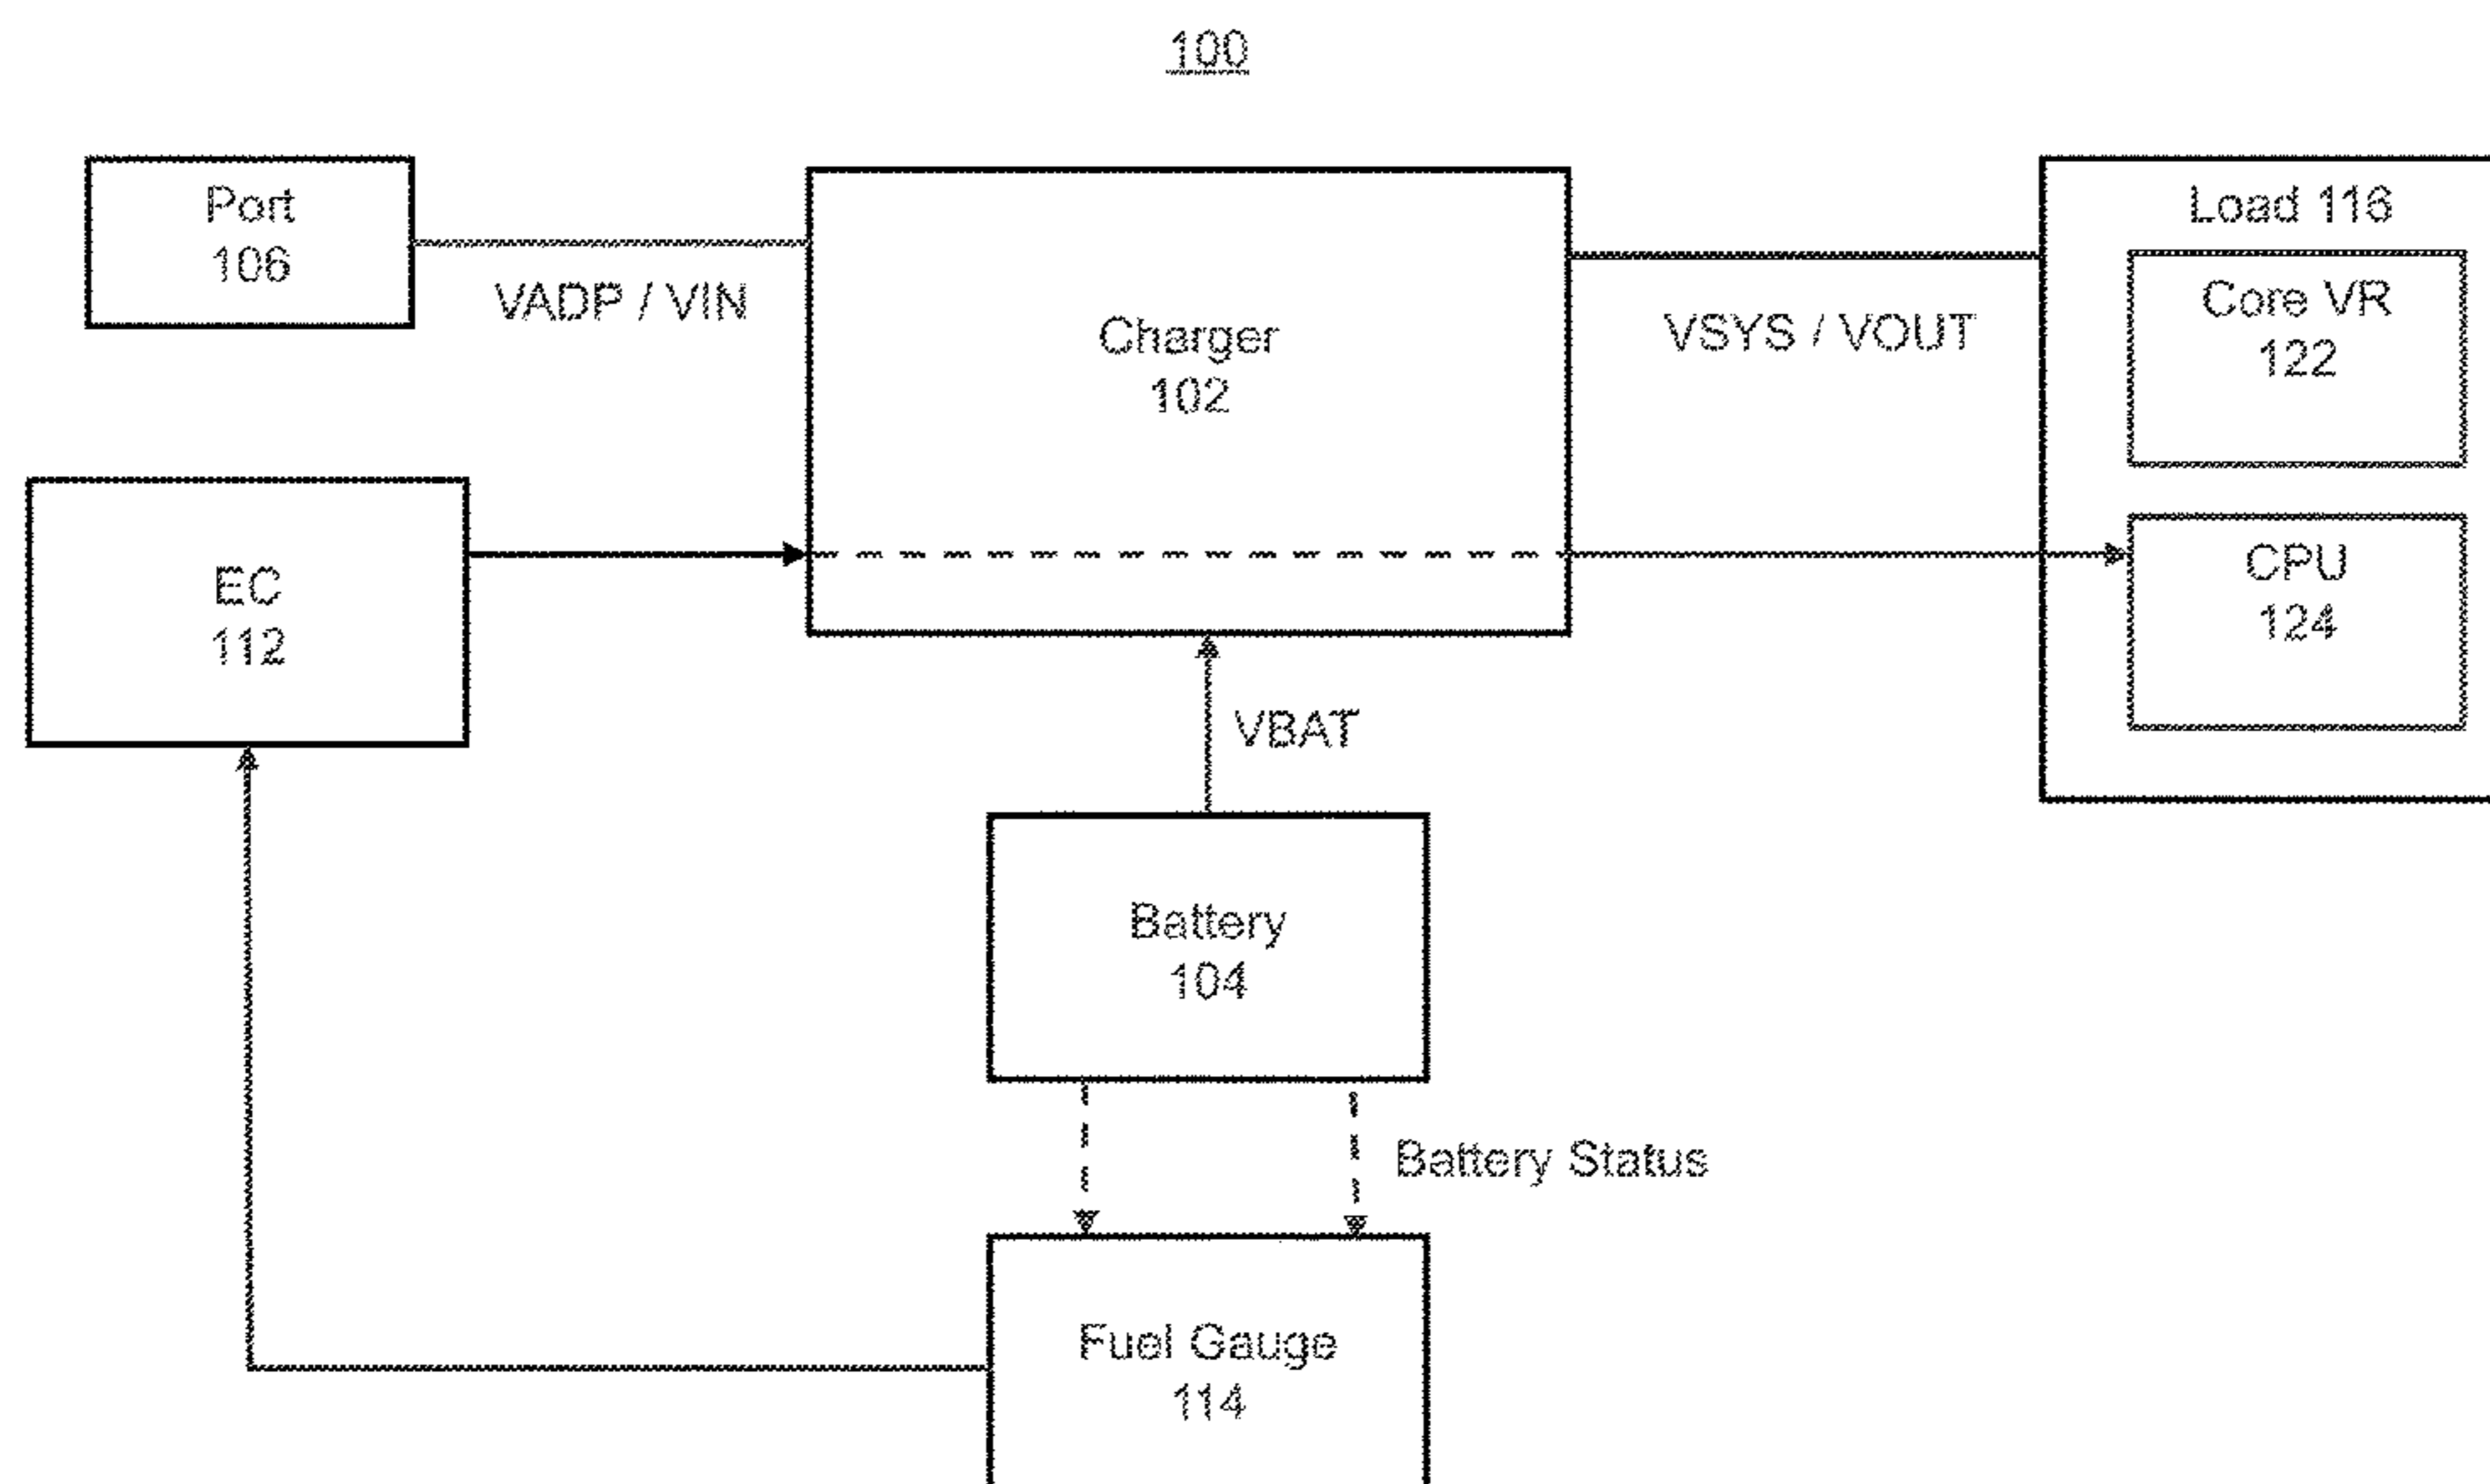 100
Port
106
VADP / VIN
Charger
102
VSYS / VOUT
Load 116
Core VR
122
EC
112
CPU
124
VBAT
Battery
104
Battery Status
Fuel Gauge
114